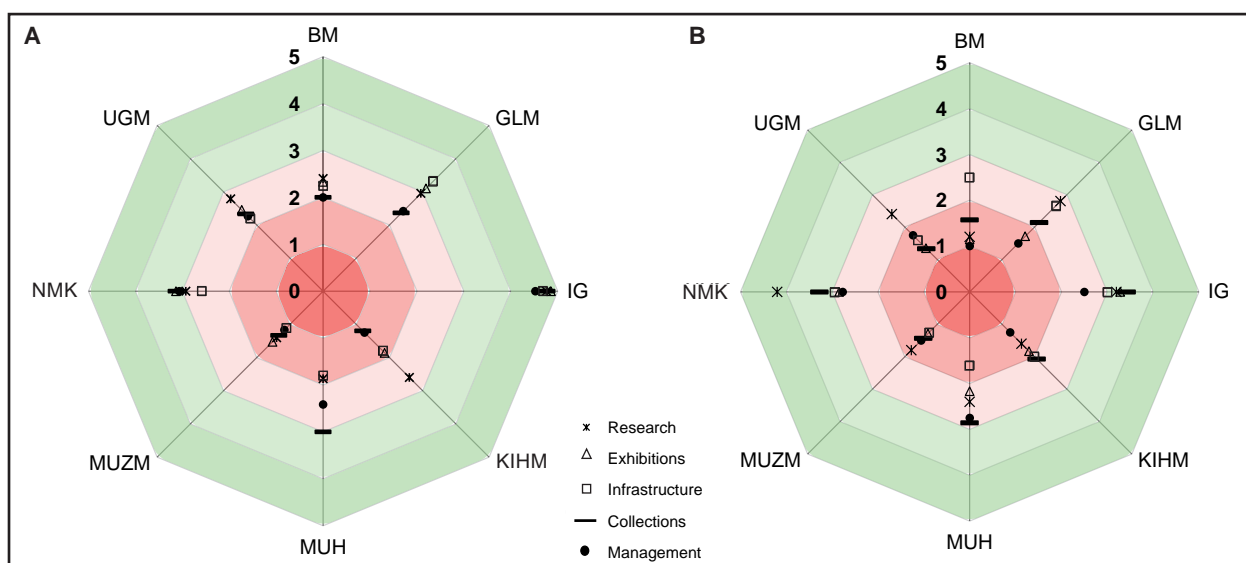 A
BM
5
4
3
2
1
0
UGM
GLM
NMK
IG
MUZM
KIHM
MUH
Research
Exhibitions
Infrastructure
Collections
Management
B
BM
5
4
3
2
1
0
UGM
GLM
NMK
IG
MUZM
KIHM
MUH